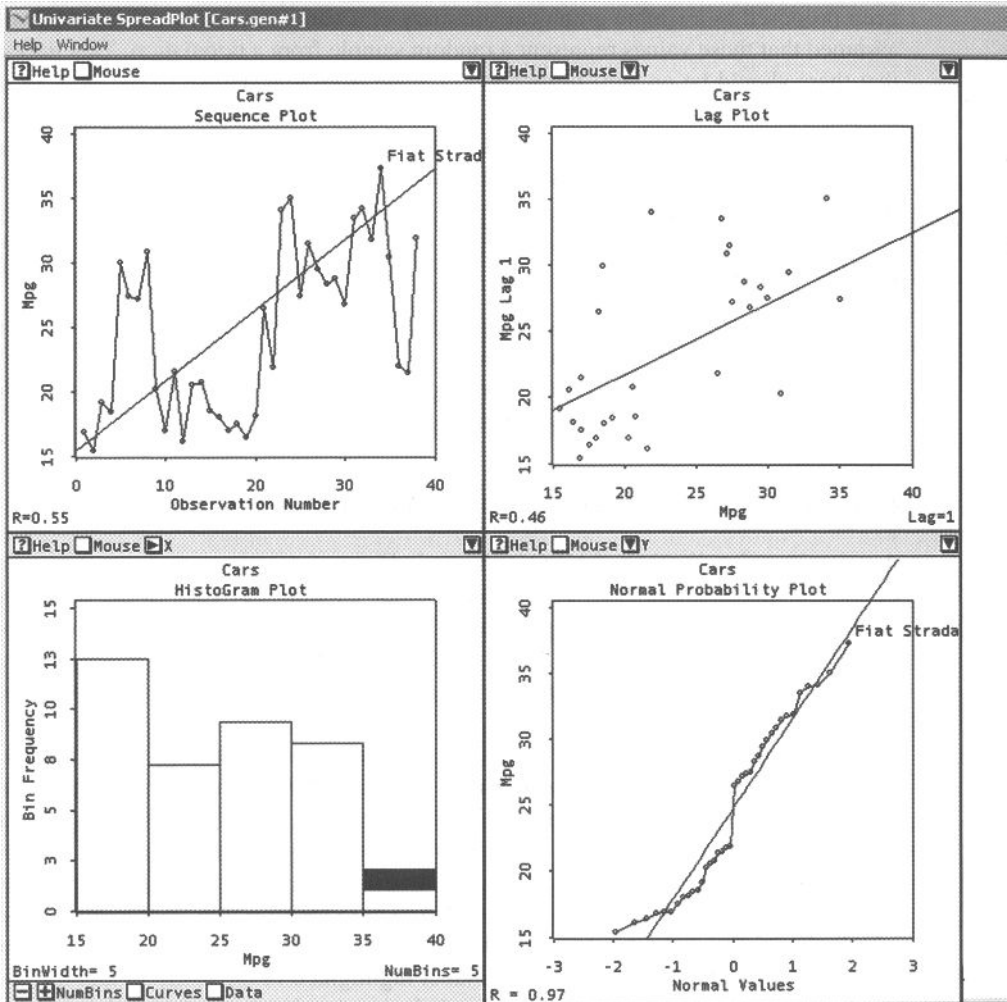 Univariate SpreadPlot [Cars.gen#1]
Help Window
? Help Mouse
Cars
Sequence Plot
Fiat Strad
40
35
30
25
20
15
Mpg
0 10 20 30 40
Observation Number
R=0.55
? Help Mouse Y
Cars
Lag Plot
40
35
30
25
20
15
Mpg Lag 1
15 20 25 30 35 40
Mpg
R=0.46 Lag=1
? Help Mouse X
Cars
HistoGram Plot
15
13
10
8
5
3
0
Bin Frequency
15 20 25 30 35 40
Mpg
BinWidth= 5 NumBins= 5
− + NumBins Curves Data
? Help Mouse Y
Cars
Normal Probability Plot
Fiat Strada
40
35
30
25
20
15
Mpg
-3 -2 -1 0 1 2 3
Normal Values
R = 0.97